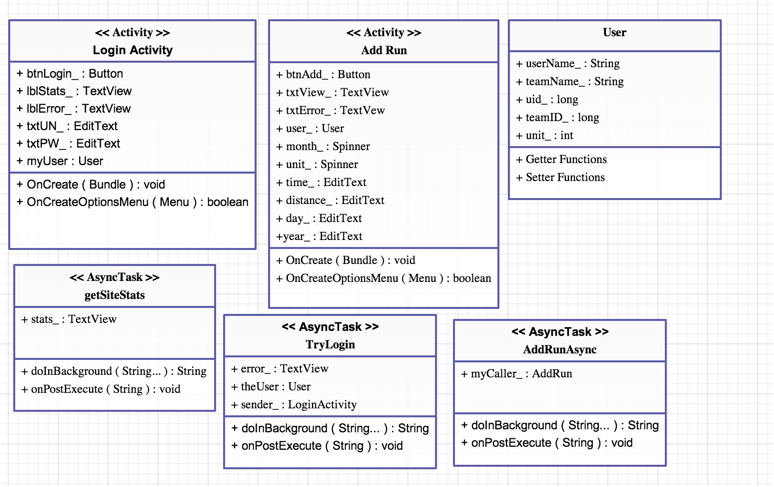 << Activity >>
Login Activity
+ btnLogin_ : Button
+ lblStats_ : TextView
+ lblError_ : TextView
+ txtUN_ : EditText
+ txtPW_ : EditText
+ myUser : User
+ OnCreate ( Bundle ) : void
+ OnCreateOptionsMenu ( Menu ) : boolean
<< Activity >>
Add Run
+ btnAdd_ : Button
+ txtView_ : TextView
+ txtError_ : TextVew
+ user_ : User
+ month_ : Spinner
+ unit_ : Spinner
+ time_ : EditText
+ distance_ : EditText
+ day_ : EditText
+year_ : EditText
+ OnCreate ( Bundle ) : void
+ OnCreateOptionsMenu ( Menu ) : boolean
User
+ userName_ : String
+ teamName_ : String
+ uid_ : long
+ teamID_ : long
+ unit_ : int
+ Getter Functions
+ Setter Functions
<< AsyncTask >>
getSiteStats
+ stats_ : TextView
+ doInBackground ( String... ) : String
+ onPostExecute ( String ) : void
<< AsyncTask >>
TryLogin
+ error_ : TextView
+ theUser : User
+ sender_ : LoginActivity
+ doInBackground ( String... ) : String
+ onPostExecute ( String ) : void
<< AsyncTask >>
AddRunAsync
+ myCaller_ : AddRun
+ doInBackground ( String... ) : String
+ onPostExecute ( String ) : void